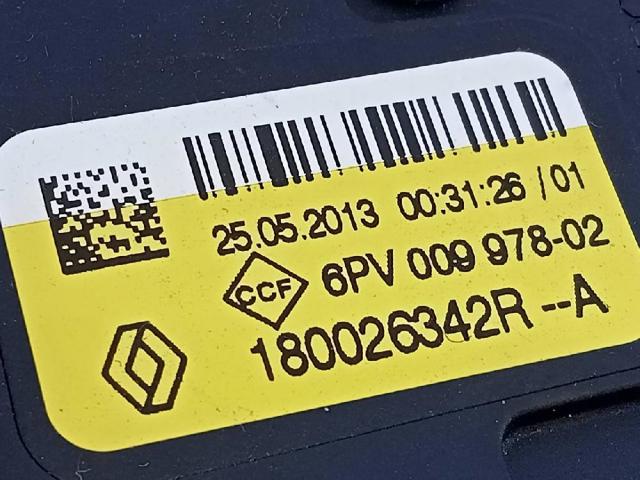 25.05.2013 00:31:26 /01
CCF 6PV 009 978-02
180026342R --A